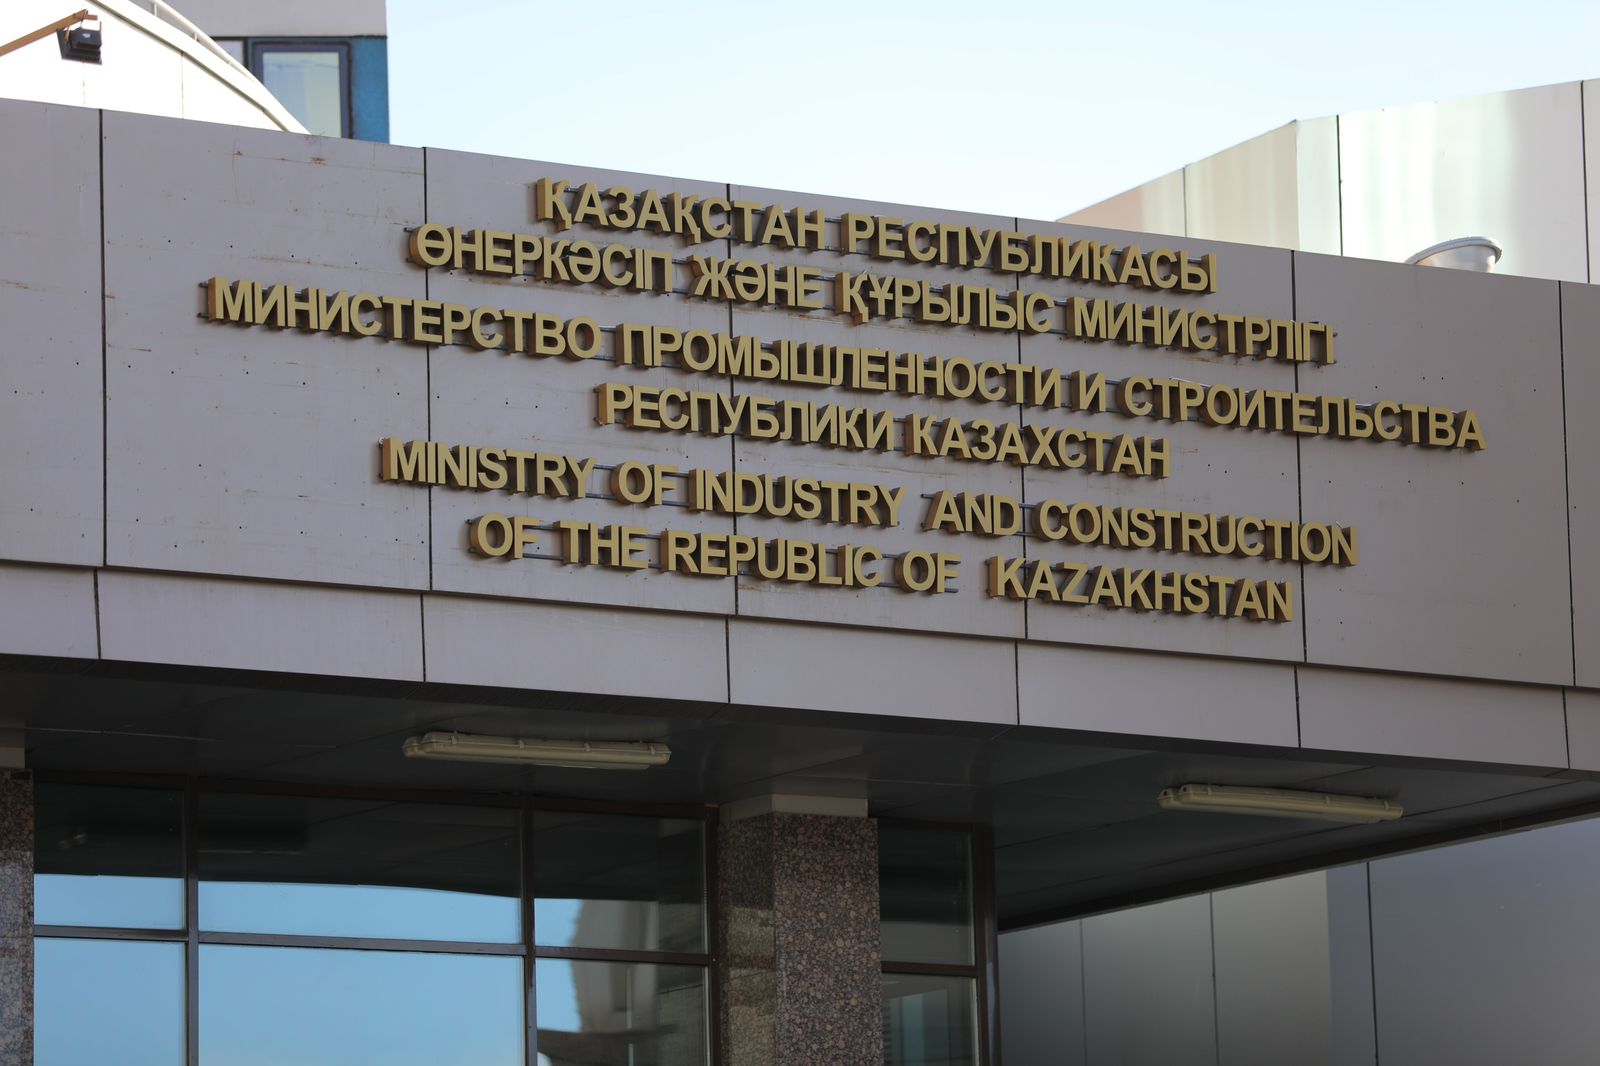 ҚАЗАҚСТАН РЕСПУБЛИКАСЫ
ӨНЕРКӘСІП ЖӘНЕ ҚҰРЫЛЫС МИНИСТРЛІГІ
МИНИСТЕРСТВО ПРОМЫШЛЕННОСТИ И СТРОИТЕЛЬСТВА
РЕСПУБЛИКИ КАЗАХСТАН
MINISTRY OF INDUSTRY AND CONSTRUCTION
OF THE REPUBLIC OF KAZAKHSTAN